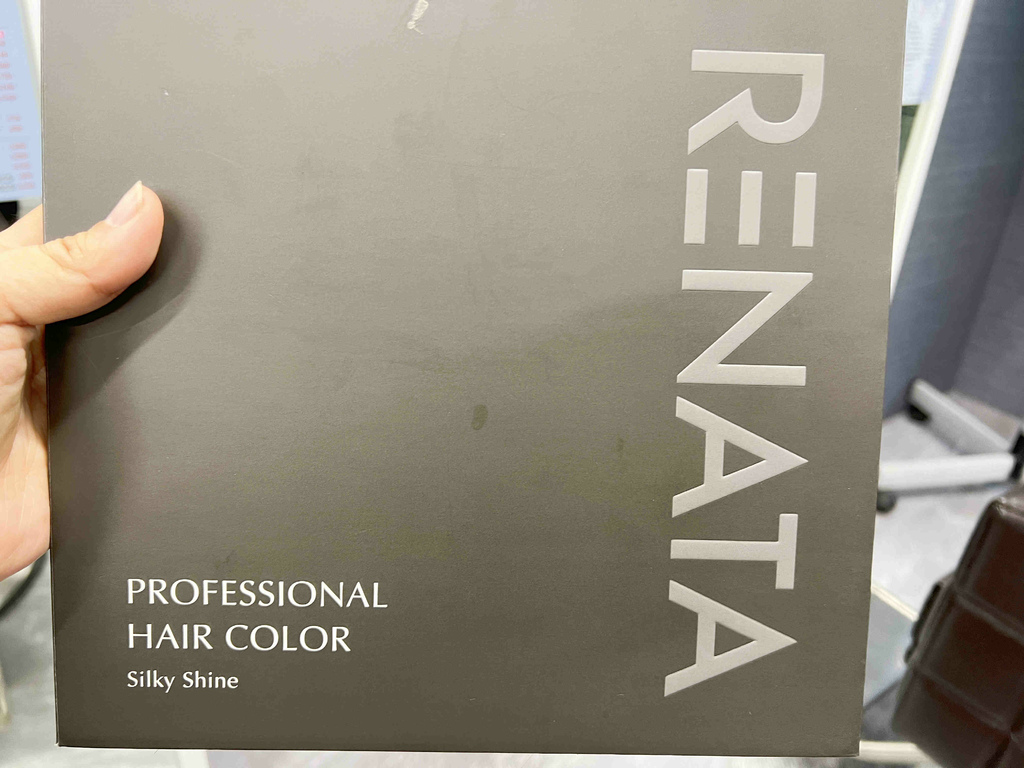 RENATA
PROFESSIONAL
HAIR COLOR
Silky Shine